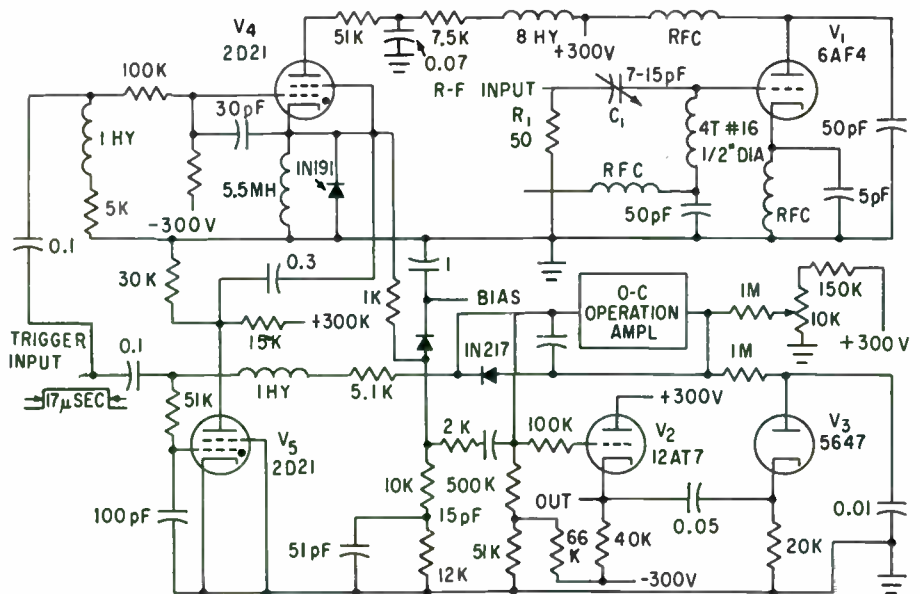 V4
2D21
51K
7.5K
8 HY
+300V
RFC
V1
6AF4
0.07
100K
30pF
R-F INPUT
7-15pF
C1
R1
50
4T #16
1/2" DIA
50pF
1 HY
5K
-300V
5.5MH
IN191
RFC
50pF
RFC
5pF
0.1
30K
0.3
1K
1
BIAS
O-C
OPERATION
AMPL
1M
150K
10K
+300V
TRIGGER
INPUT
0.1
15K
+300K
IN217
1M
17µSEC
51K
1HY
5.1K
+300V
V5
2D21
2K
100K
V2
12AT7
V3
5647
100pF
10K
500K
OUT
15pF
0.05
0.01
51pF
12K
51K
66
K
40K
20K
-300V